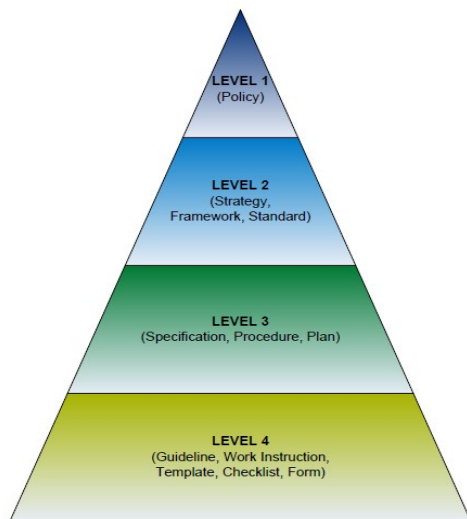 LEVEL 1
(Policy)
LEVEL 2
(Strategy,
Framework, Standard)
LEVEL 3
(Specification, Procedure, Plan)
LEVEL 4
(Guideline, Work Instruction,
Template, Checklist, Form)